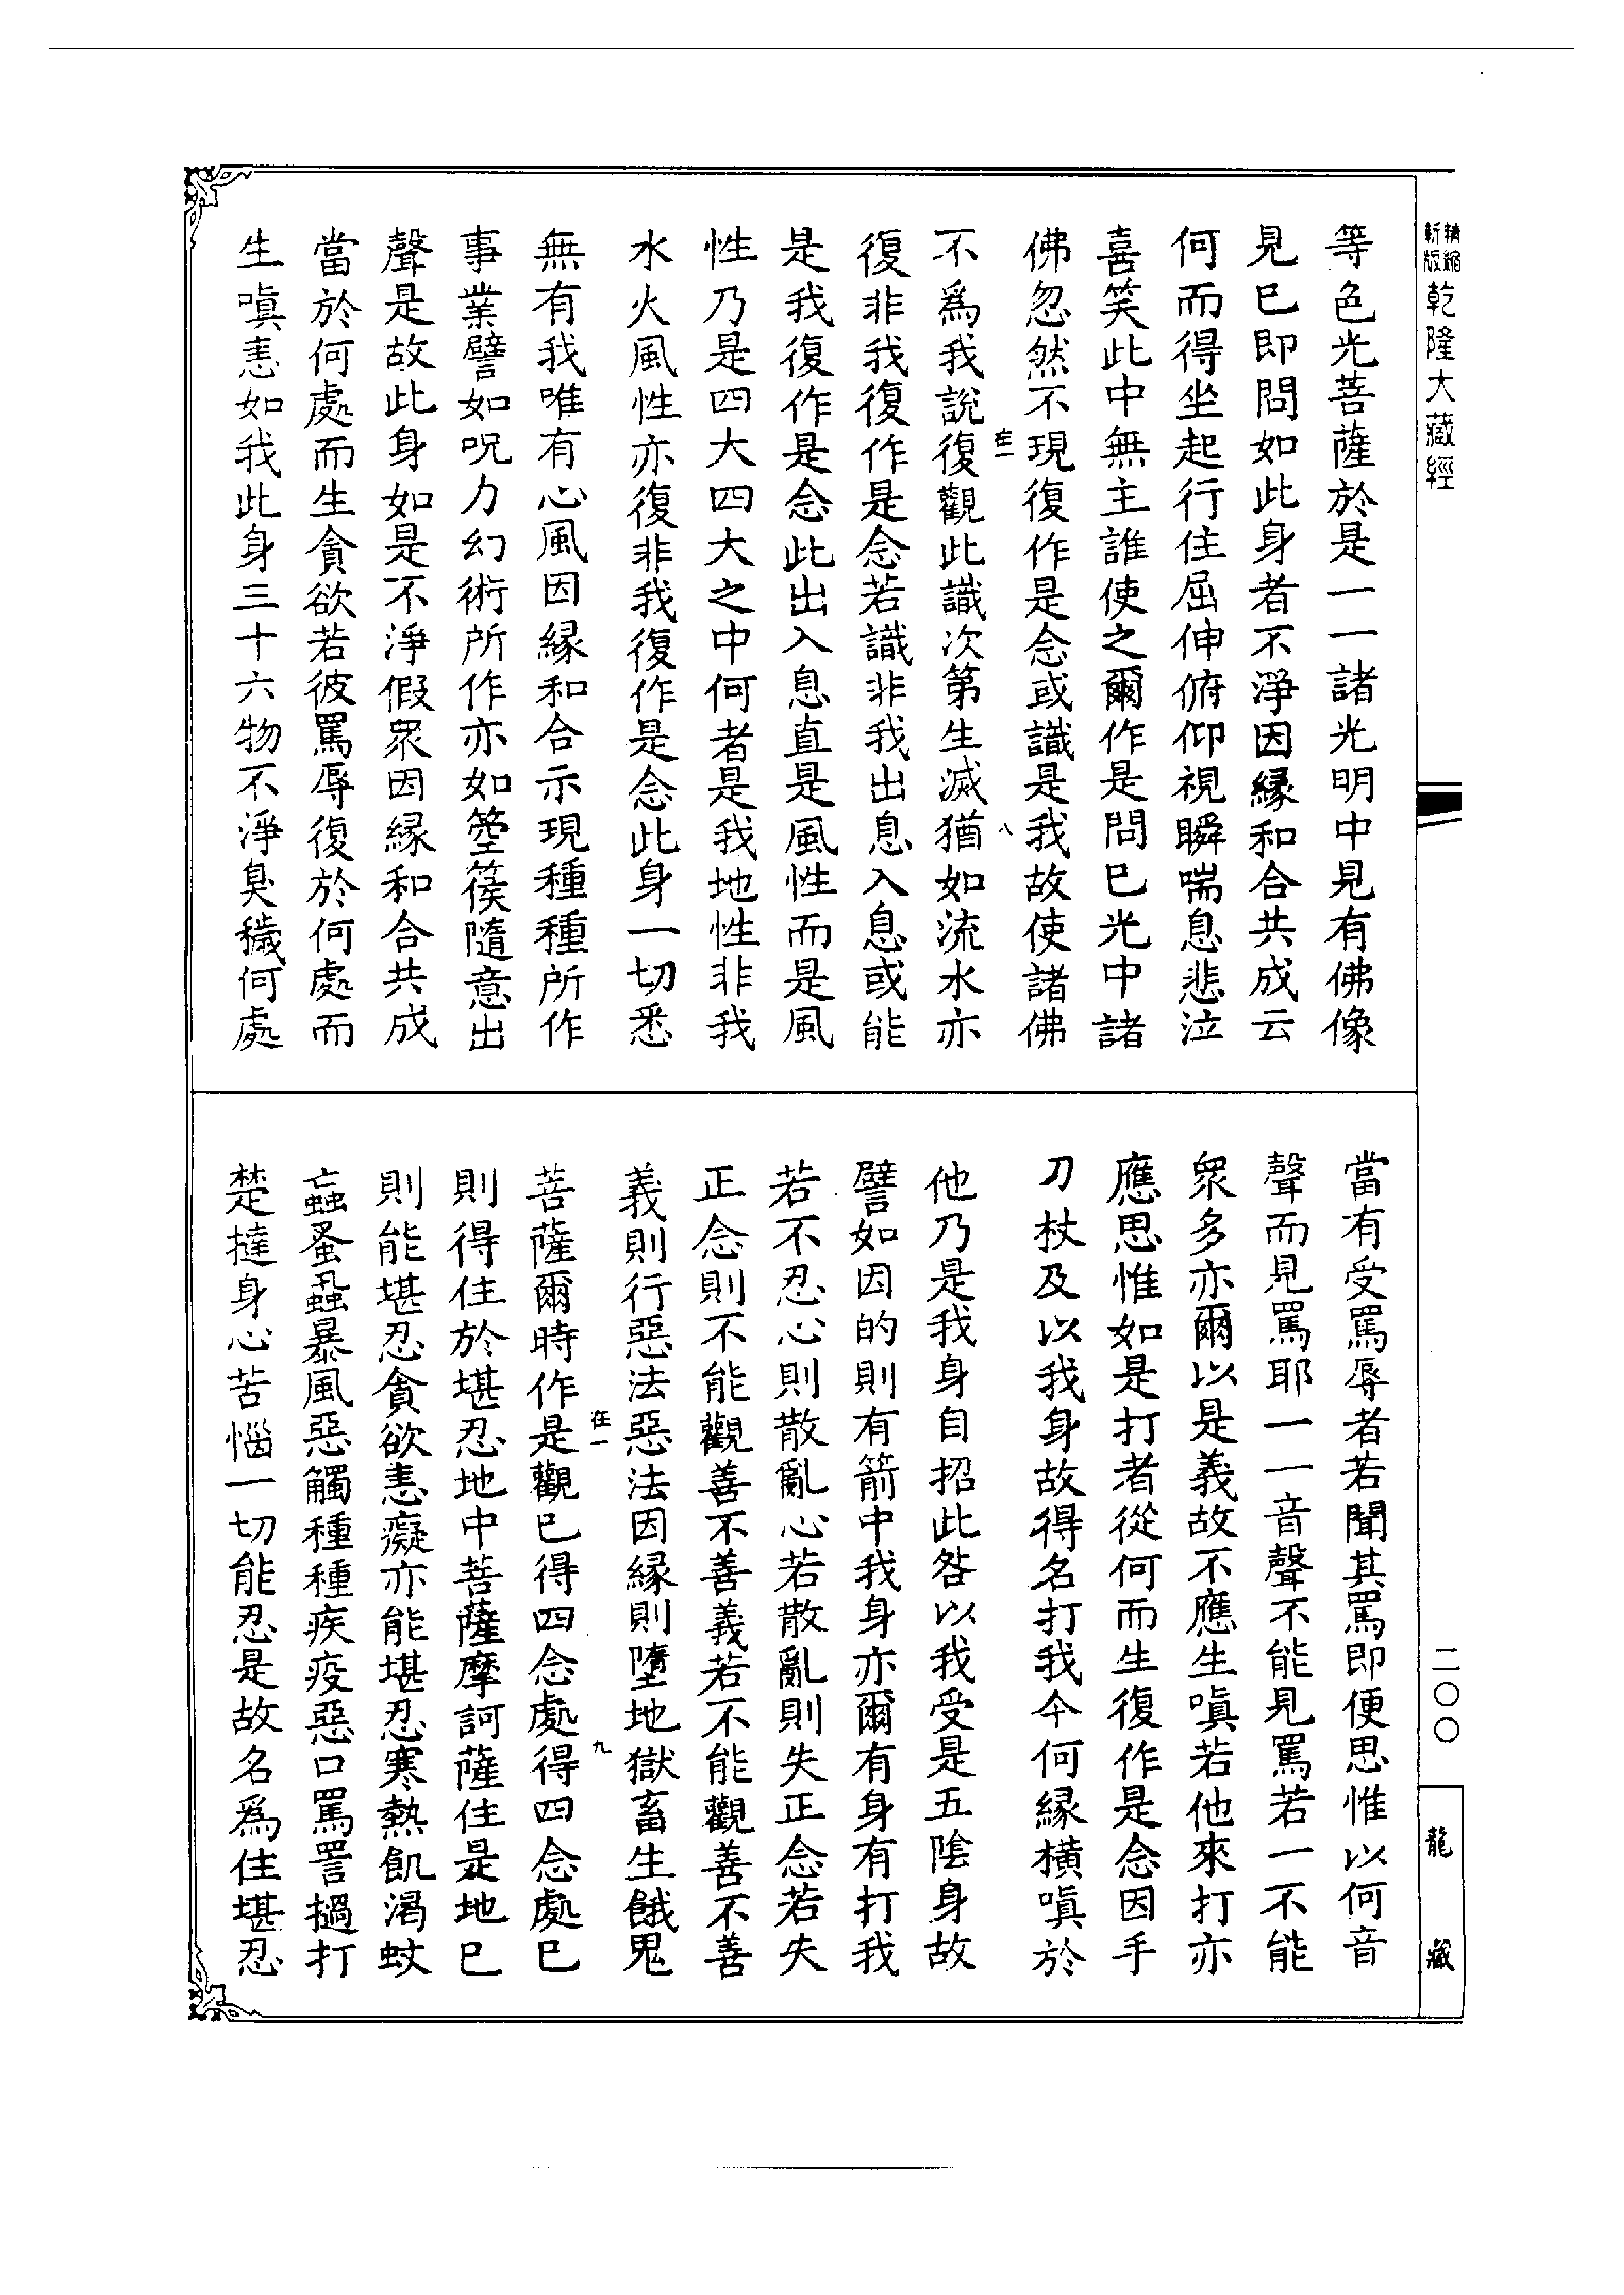 精縮新版乾隆大藏經
等色光菩薩於是一一諸光明中見有佛像
見已即問如此身者不淨因緣和合共成云
何而得坐起行住屈伸俯仰視瞬喘息悲泣
喜笑此中無主誰使之爾作是問已光中諸
佛忽然不現復作是念或識是我故使諸佛
在一
八
不爲我說復觀此識次第生滅猶如流水亦
復非我復作是念若識非我出息入息或能
是我復作是念此出入息直是風性而是風
性乃是四大四大之中何者是我地性非我
水火風性亦復非我復作是念此身一切悉
無有我唯有心風因緣和合示現種種所作
事業譬如呪力幻術所作亦如箜篌隨意出
聲是故此身如是不淨假衆因緣和合共成
當於何處而生貪欲若彼罵辱復於何處而
生嗔恚如我此身三十六物不淨臭穢何處
當有受罵辱者若聞其罵即便思惟以何音
聲而見罵耶一一音聲不能見罵若一不能
衆多亦爾以是義故不應生嗔若他來打亦
應思惟如是打者從何而生復作是念因手
刀杖及以我身故得名打我今何緣橫嗔於
他乃是我身自招此咎以我受是五陰身故
譬如因的則有箭中我身亦爾有身有打我
若不忍心則散亂心若散亂則失正念若失
正念則不能觀善不善義若不能觀善不善
義則行惡法惡法因緣則墮地獄畜生餓鬼
在一
九
菩薩爾時作是觀已得四念處得四念處已
則得住於堪忍地中菩薩摩訶薩住是地已
則能堪忍貪欲恚癡亦能堪忍寒熱飢渴蚊
蝱蚤蝨暴風惡觸種種疾疫惡口罵詈撾打
楚撻身心苦惱一切能忍是故名爲住堪忍
二〇〇
龍藏